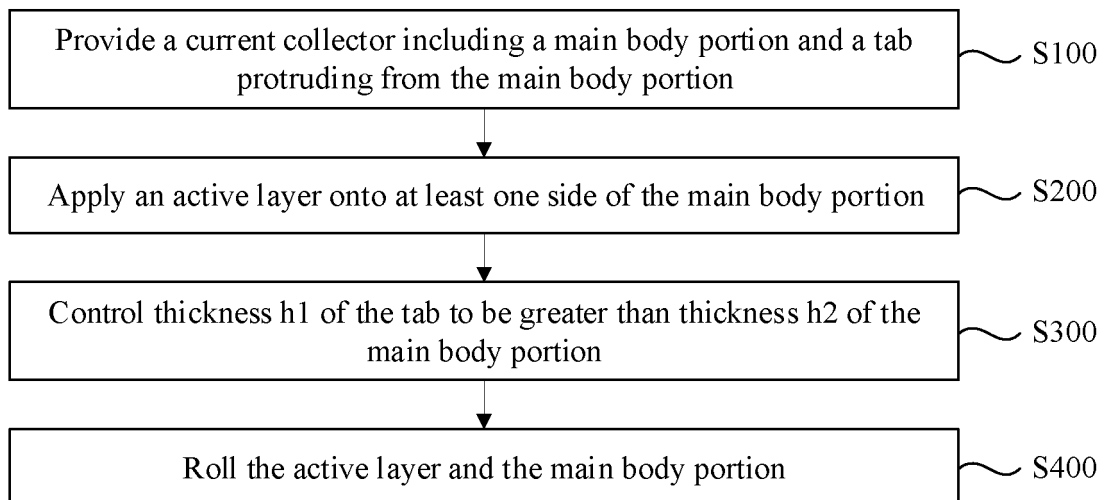 Provide a current collector including a main body portion and a tab
protruding from the main body portion
S100
Apply an active layer onto at least one side of the main body portion
S200
Control thickness h1 of the tab to be greater than thickness h2 of the
main body portion
S300
Roll the active layer and the main body portion
S400